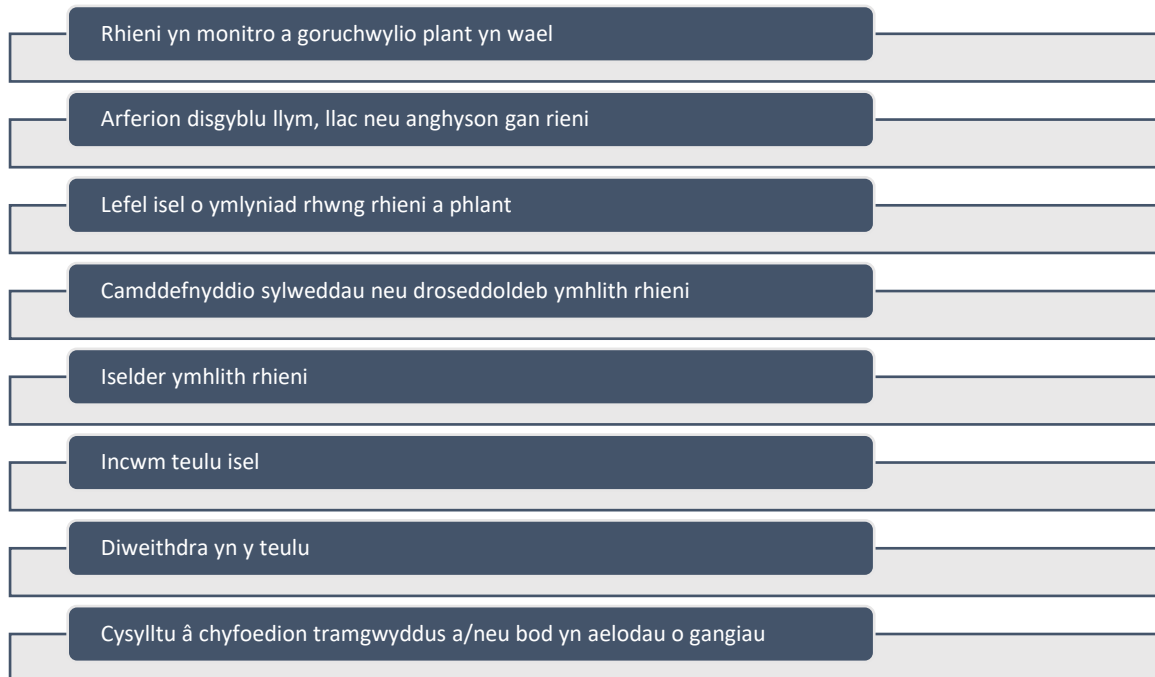 Rhieni yn monitro a goruchwylio plant yn wael
Arferion disgyblu llym, llac neu anghyson gan rieni
Lefel isel o ymlyniad rhwng rhieni a phlant
Camddefnyddio sylweddau neu droseddoldeb ymhlith rhieni
Iselder ymhlith rhieni
Incwm teulu isel
Diweithdra yn y teulu
Cysylltu â chyfoedion tramgwyddus a/neu bod yn aelodau o gangiau